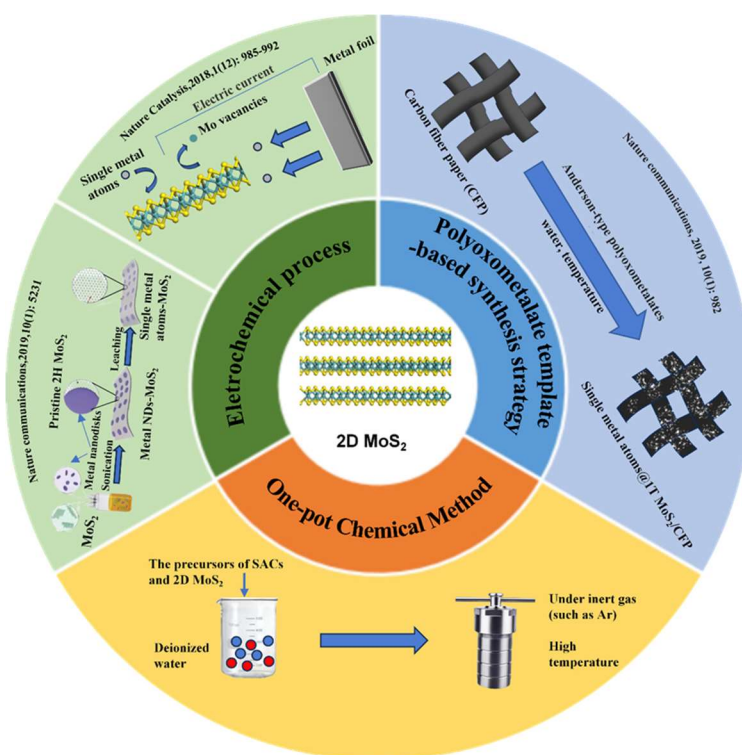 Nature Catalysis,2018,1(12): 985-992
Metal foil
Electric current
Mo vacancies
Single metal
atoms
Nature communications,2019,10(1): 5231
Pristine 2H MoS₂
Metal nanodisks
Sonication
MoS₂
Metal NDs-MoS₂
Leaching
Single metal
atoms-MoS₂
Eletrochemical process
Carbon fiber paper (CFP)
Nature communications, 2019, 10(1): 982
Anderson-type polyoxometalates
water, temperature
Single metal atoms@1T MoS₂/CFP
Polyoxometalate template
-based synthesis strategy
2D MoS₂
One-pot Chemical Method
The precursors of SACs
and 2D MoS₂
Deionized
water
Under inert gas
(such as Ar)
High
temperature